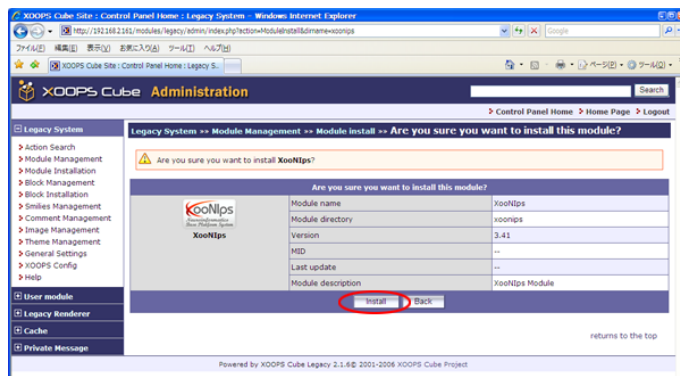 XOOPS Cube Site : Control Panel Home : Legacy System - Windows Internet Explorer
http://192.168.2.161/modules/legacy/admin/index.php?action=ModuleInstall&dirname=xoonips
Google
ファイル(F) 編集(E) 表示(V) お気に入り(A) ツール(T) ヘルプ(H)
XOOPS Cube Site : Control Panel Home : Legacy S...
ページ(P) ツール(O)
XOOPS Cube Administration
Search
Control Panel Home Home Page Logout
Legacy System
Action Search
Module Management
Module Installation
Block Management
Block Installation
Smilies Management
Comment Management
Image Management
Theme Management
General Settings
XOOPS Config
Help
User module
Legacy Renderer
Cache
Private Message
Legacy System »» Module Management »» Module install »» Are you sure you want to install this module?
Are you sure you want to install XooNIps?
Are you sure you want to install this module?
XooNIps
Neuroinformatics
Base Platform System
XooNIps
Module name XooNIps
Module directory xoonips
Version 3.41
MID --
Last update --
Module description XooNIps Module
Install Back
returns to the top
Powered by XOOPS Cube Legacy 2.1.6© 2001-2006 XOOPS Cube Project